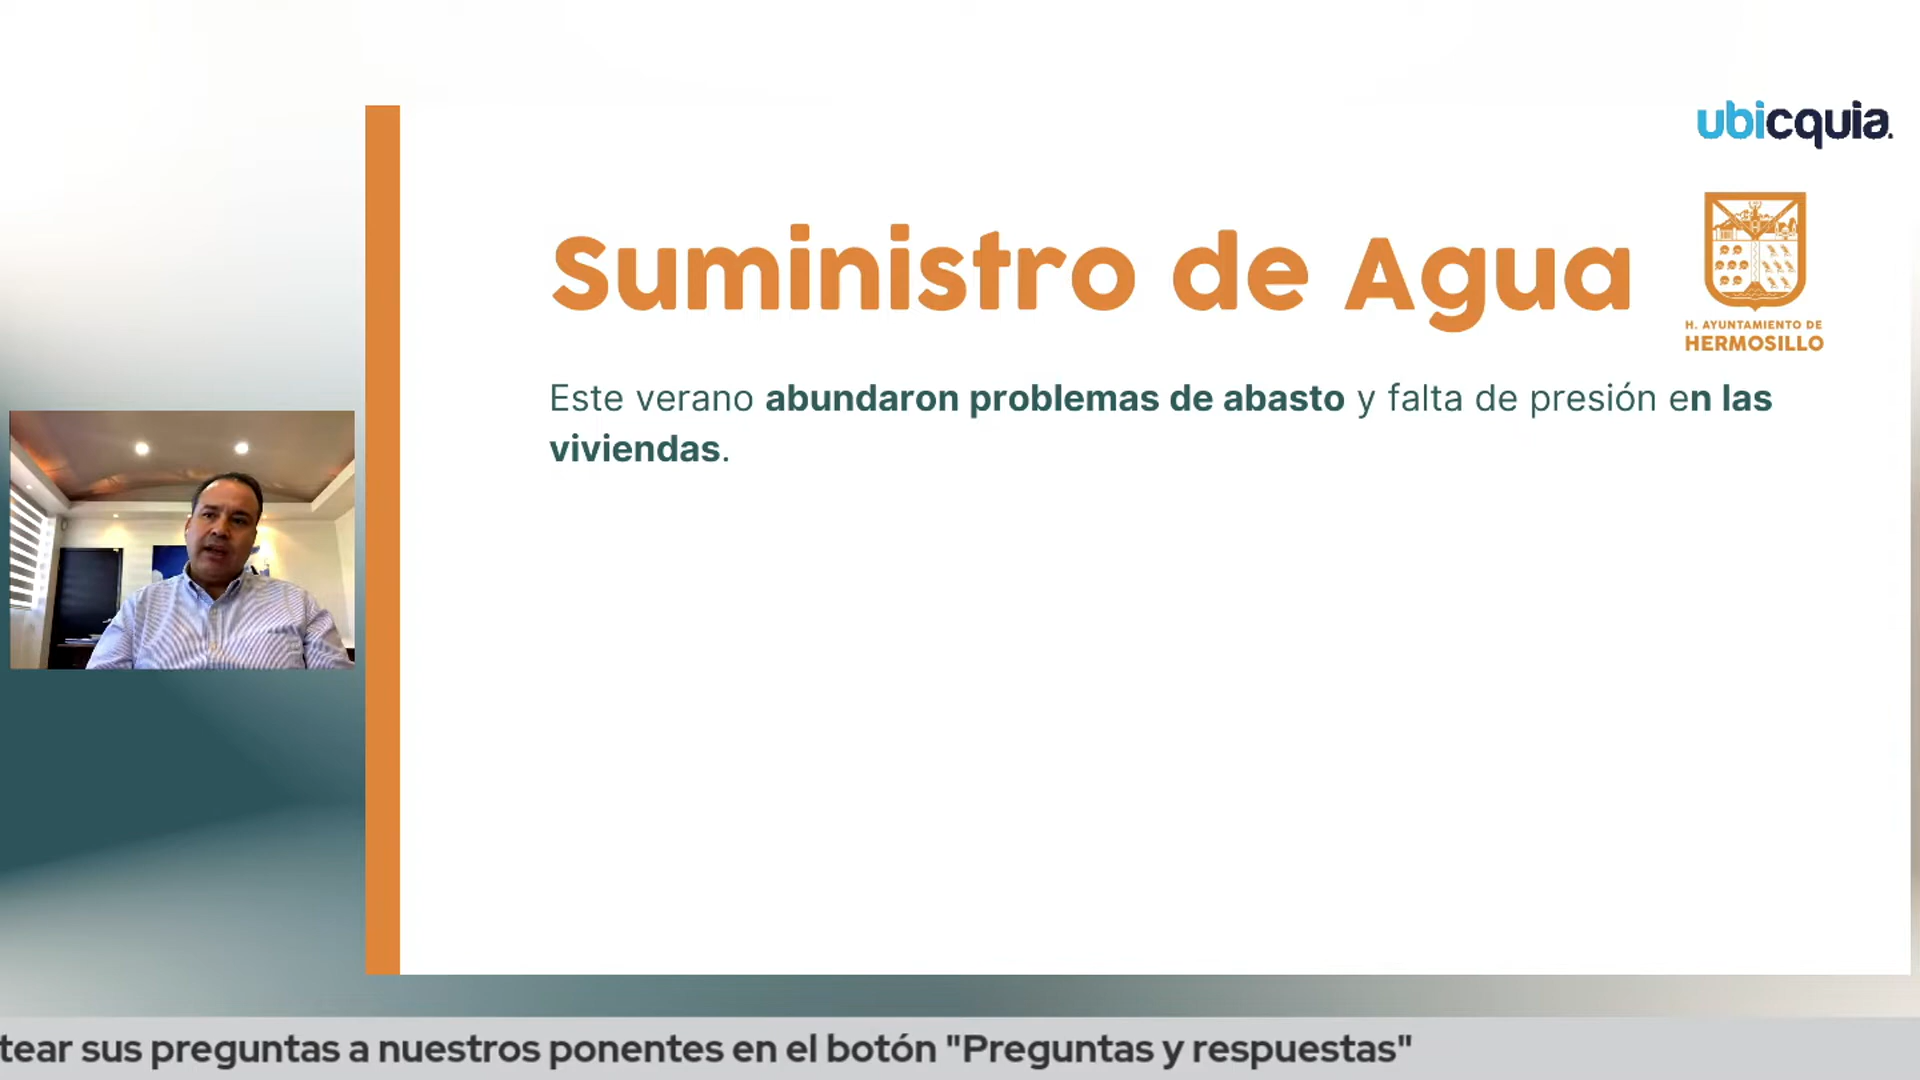 ubicquia.
Suministro de Agua
H. AYUNTAMIENTO DE
HERMOSILLO
Este verano abundaron problemas de abasto y falta de presión en las
viviendas.
tear sus preguntas a nuestros ponentes en el botón "Preguntas y respuestas"